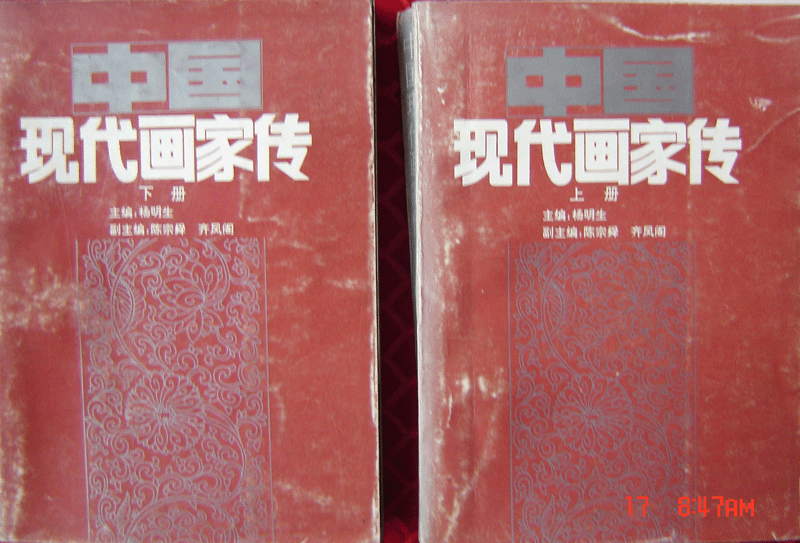 中国
现代画家传
下册
主编:杨明生
副主编:陈宗舜 齐凤阁
中国
现代画家传
上册
主编:杨明生
副主编:陈宗舜 齐凤阁
17 8:47AM